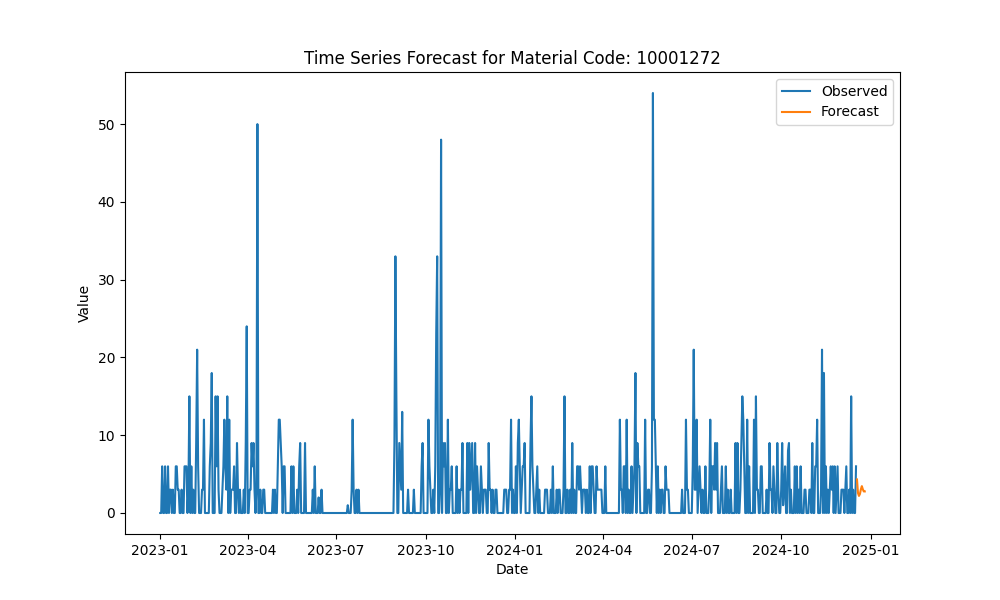 Time Series Forecast for Material Code: 10001272
Observed
Forecast
Value
50
40
30
20
10
0
2023-01 2023-04 2023-07 2023-10 2024-01 2024-04 2024-07 2024-10 2025-01
Date